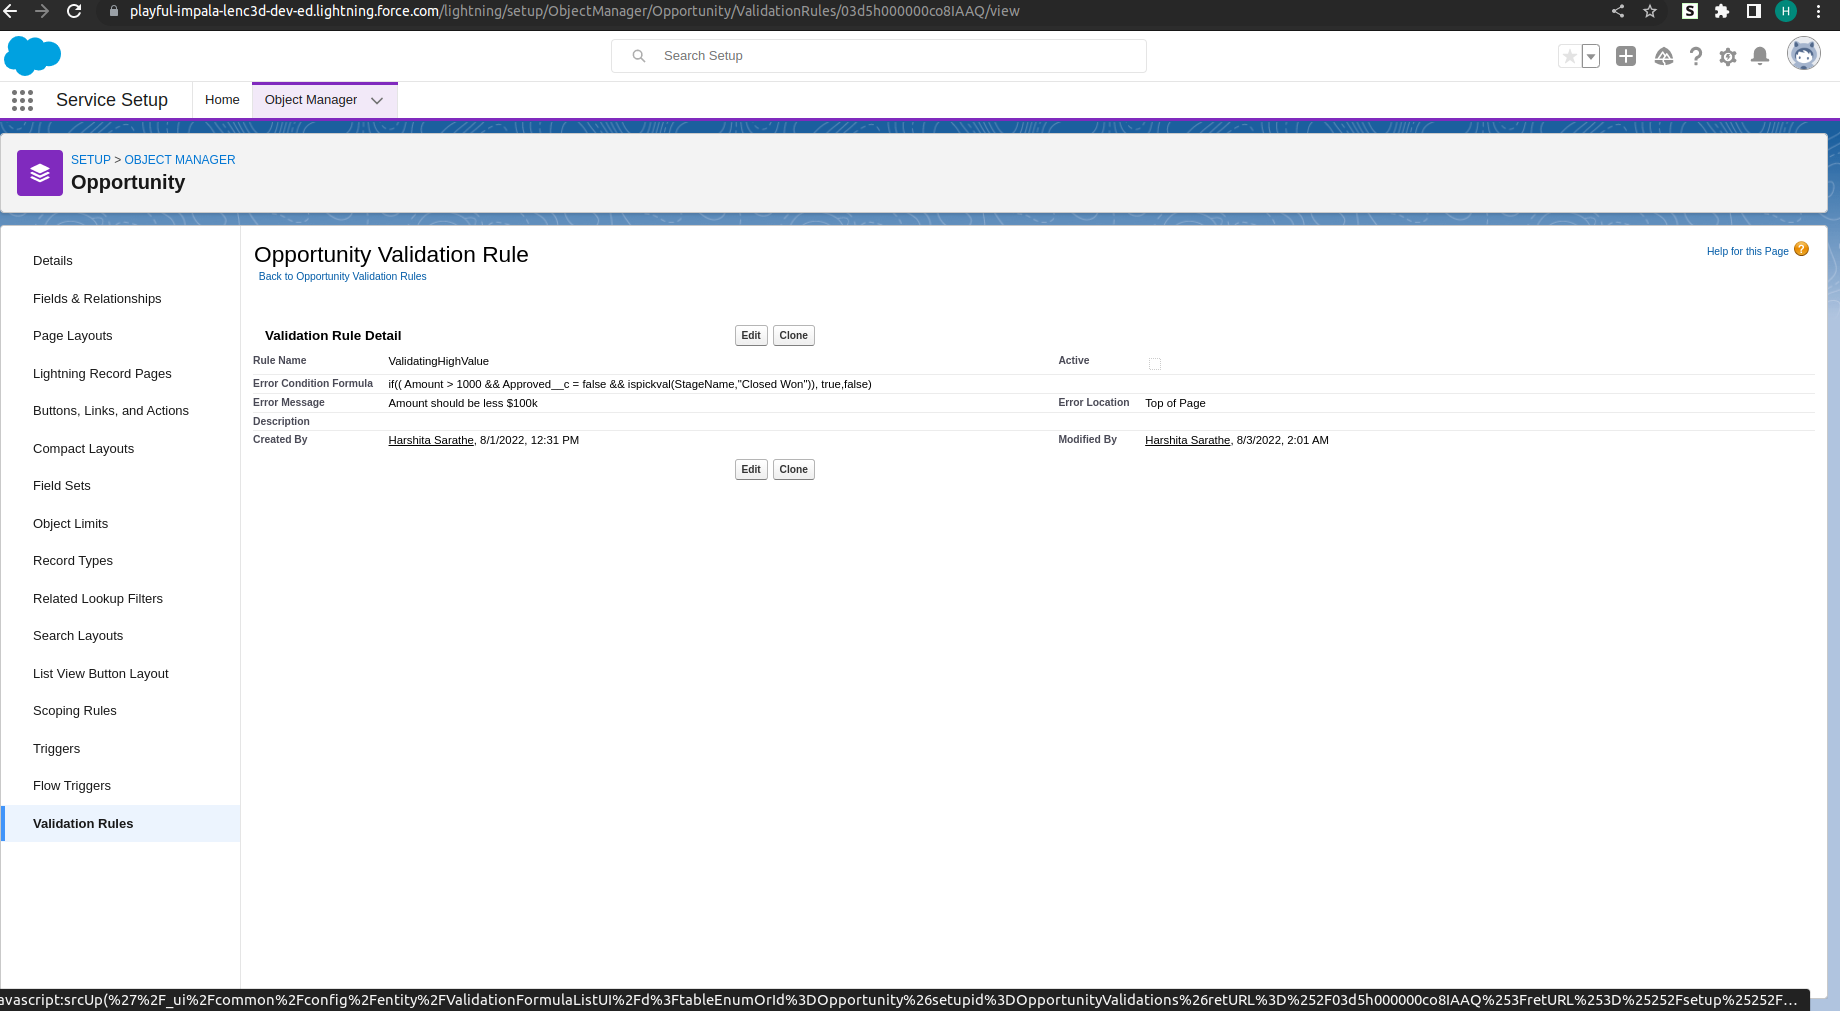 playful-impala-lenc3d-dev-ed.lightning.force.com/lightning/setup/ObjectManager/Opportunity/ValidationRules/03d5h000000co8IAAQ/view
S
H
Search Setup
Service Setup
Home
Object Manager
SETUP > OBJECT MANAGER
Opportunity
Details
Fields & Relationships
Page Layouts
Lightning Record Pages
Buttons, Links, and Actions
Compact Layouts
Field Sets
Object Limits
Record Types
Related Lookup Filters
Search Layouts
List View Button Layout
Scoping Rules
Triggers
Flow Triggers
Validation Rules
Opportunity Validation Rule
Back to Opportunity Validation Rules
Help for this Page ?
Validation Rule Detail Edit Clone
Rule Name ValidatingHighValue Active
Error Condition Formula if(( Amount > 1000 && Approved__c = false && ispickval(StageName,"Closed Won")), true,false)
Error Message Amount should be less $100k Error Location Top of Page
Description
Created By Harshita Sarathe, 8/1/2022, 12:31 PM Modified By Harshita Sarathe, 8/3/2022, 2:01 AM
Edit Clone
avascript:srcUp(%27%2F_ui%2Fcommon%2Fconfig%2Fentity%2FValidationFormulaListUI%2Fd%3FtableEnumOrId%3DOpportunity%26setupid%3DOpportunityValidations%26retURL%3D%252F03d5h000000co8IAAQ%253FretURL%253D%25252Fsetup%25252F...